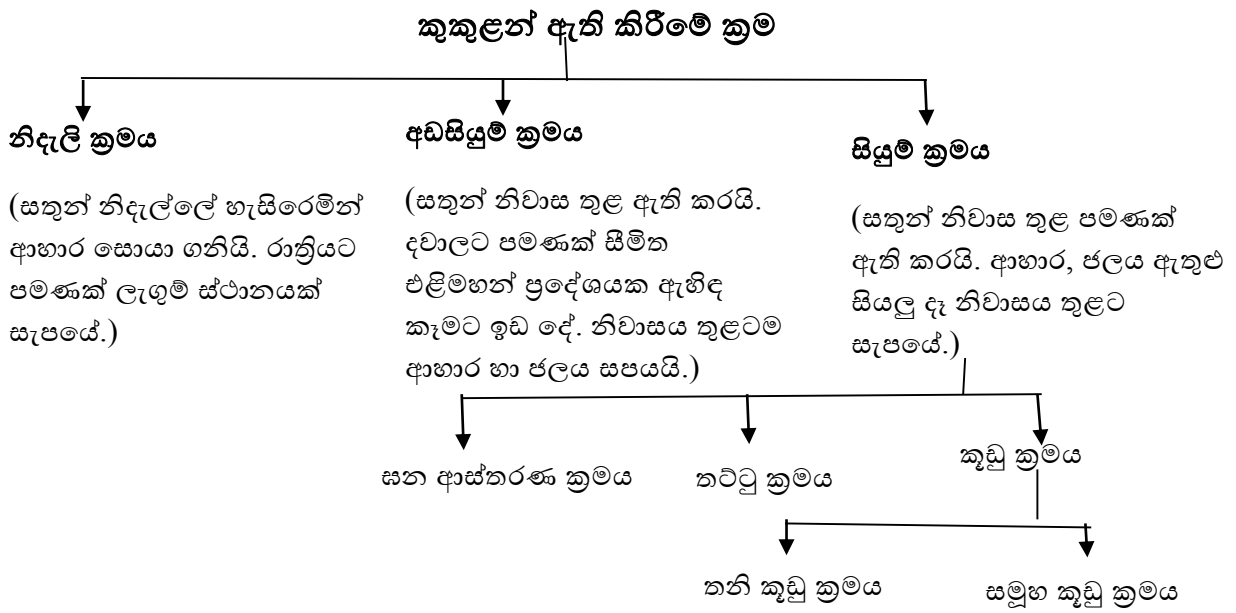 කුකුළන් ඇති කිරීමේ ක්‍රම
නිදැලි ක්‍රමය
(සතුන් නිදැල්ලේ හැසිරෙමින්
ආහාර සොයා ගනියි. රාත්‍රියට
පමණක් ලැගුම් ස්ථානයක්
සැපයේ.)
අඩසියුම් ක්‍රමය
(සතුන් නිවාස තුළ ඇති කරයි.
දවාලට පමණක් සීමිත
එළිමහන් ප්‍රදේශයක ඇහිඳ
කෑමට ඉඩ දේ. නිවාසය තුළටම
ආහාර හා ජලය සපයයි.)
සියුම් ක්‍රමය
(සතුන් නිවාස තුළ පමණක්
ඇති කරයි. ආහාර, ජලය ඇතුළු
සියලු දෑ නිවාසය තුළට
සැපයේ.)
ඝන ආස්තරණ ක්‍රමය
තට්ටු ක්‍රමය
කූඩු ක්‍රමය
තනි කූඩු ක්‍රමය
සමූහ කූඩු ක්‍රමය